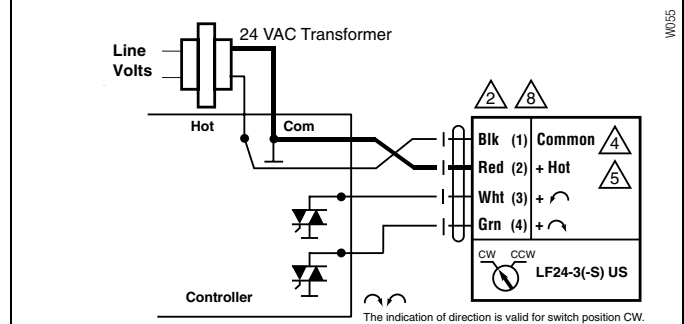 W055
24 VAC Transformer
Line
Volts
Hot
Com
2
8
Blk (1) Common
4
Red (2) + Hot
5
Wht (3) +
Grn (4) +
CW
CCW
LF24-3(-S) US
Controller
The indication of direction is valid for switch position CW.